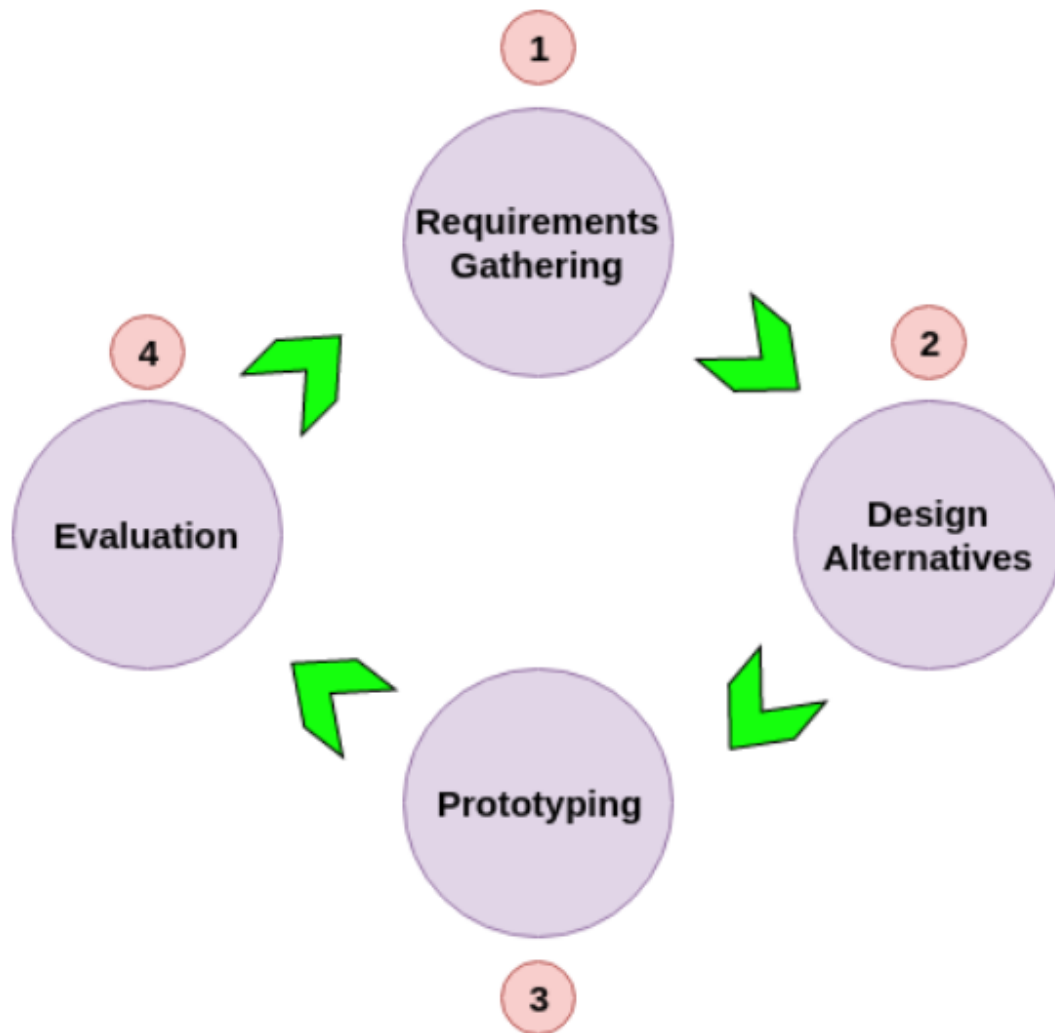 1
Requirements
Gathering
2
Design
Alternatives
3
Prototyping
4
Evaluation